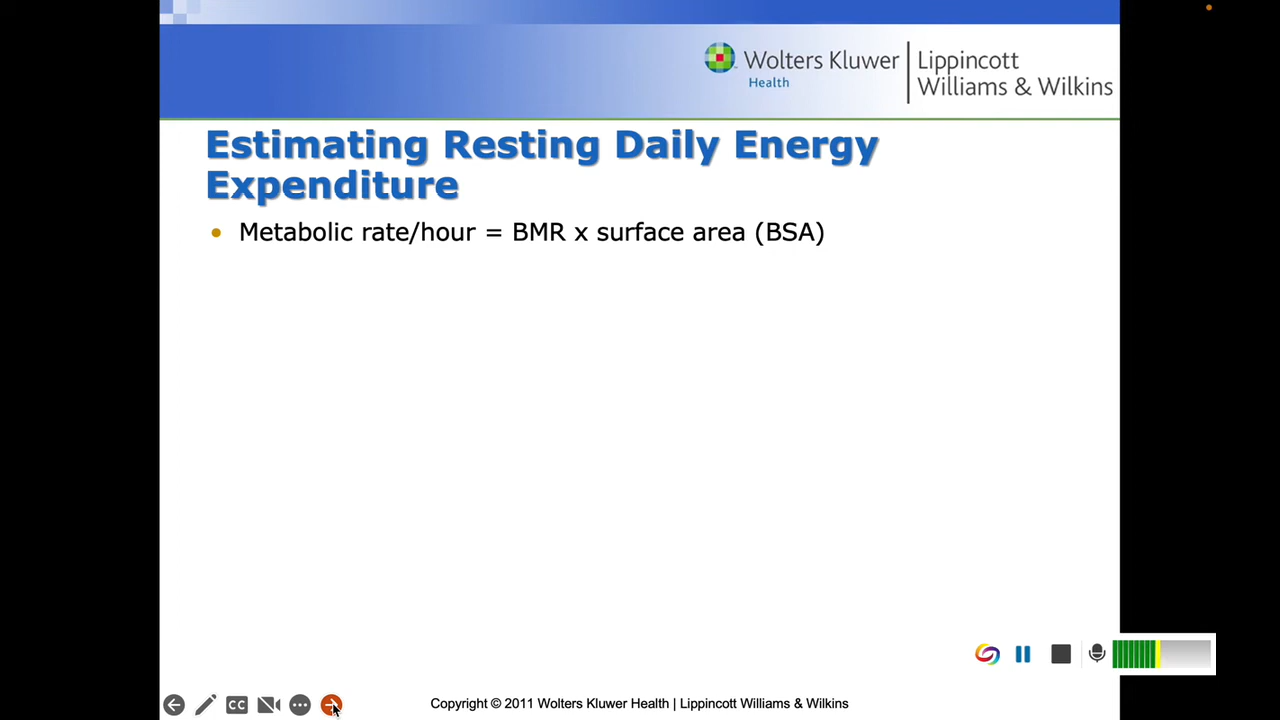 Wolters Kluwer
Health
Lippincott
Williams & Wilkins
Estimating Resting Daily Energy
Expenditure
• Metabolic rate/hour = BMR x surface area (BSA)
CC
Copyright © 2011 Wolters Kluwer Health | Lippincott Williams & Wilkins